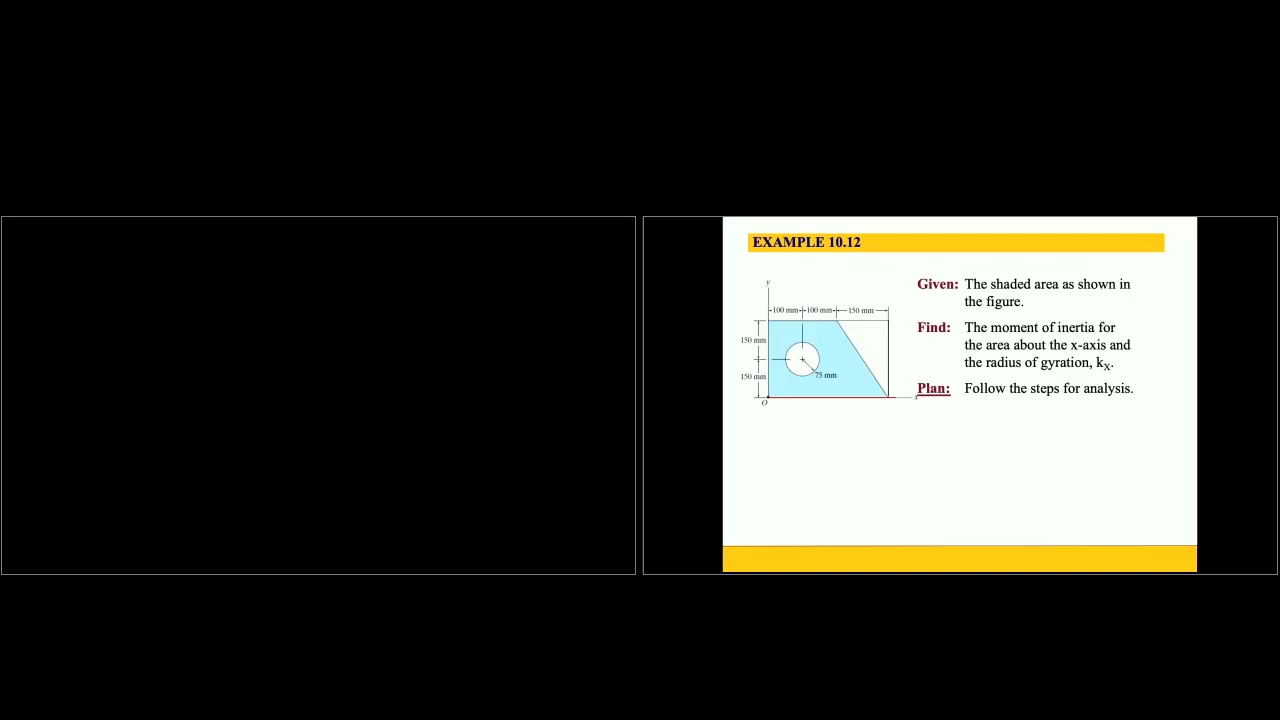 EXAMPLE 10.12
y
100 mm 100 mm 150 mm
150 mm
75 mm
150 mm
O
x
Given: The shaded area as shown in
the figure.
Find: The moment of inertia for
the area about the x-axis and
the radius of gyration, kx.
Plan: Follow the steps for analysis.